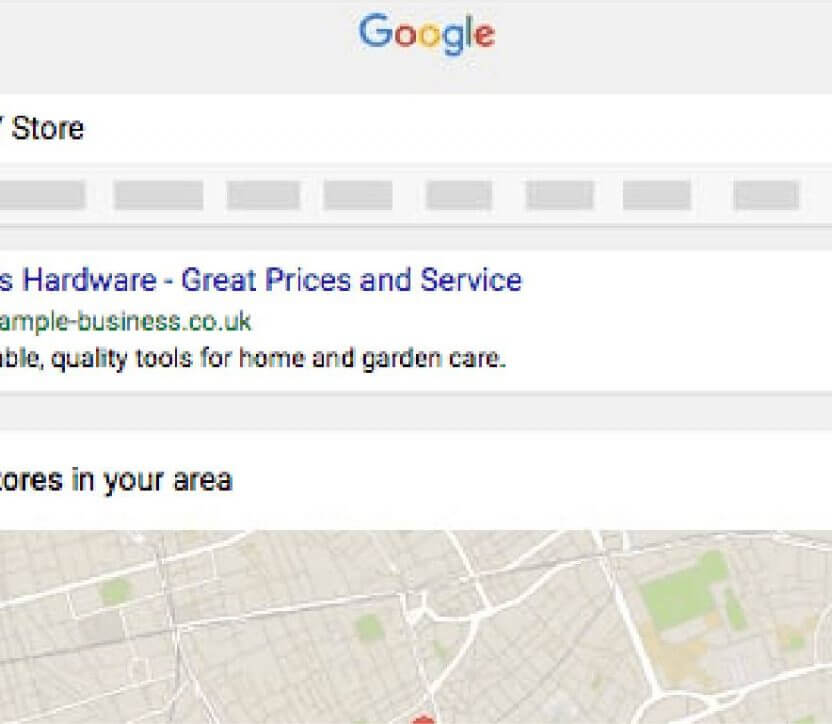 Google
Store
s Hardware - Great Prices and Service
ample-business.co.uk
able, quality tools for home and garden care.
tores in your area